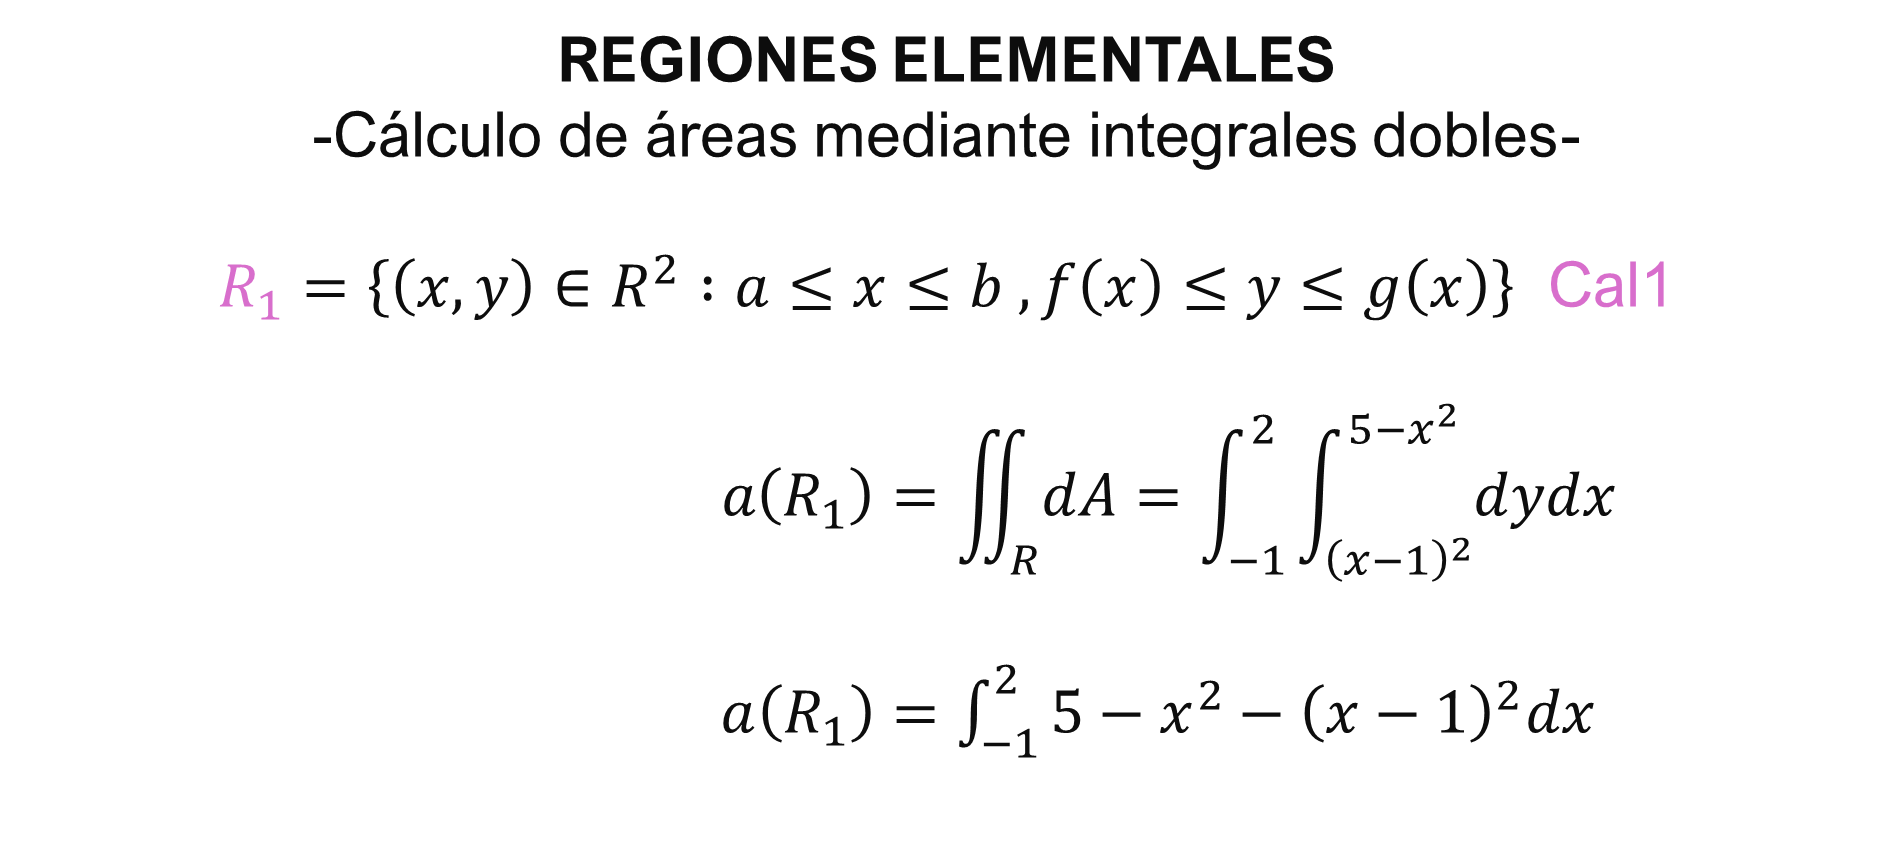 REGIONES ELEMENTALES
-Cálculo de áreas mediante integrales dobles-
R₁ = {(x, y) ∈ R² : a ≤ x ≤ b , f(x) ≤ y ≤ g(x)} Cal1
a(R₁) = ∬_R dA = ∫_{−1}^{2} ∫_{(x−1)²}^{5−x²} dydx
a(R₁) = ∫_{−1}^{2} 5 − x² − (x − 1)² dx